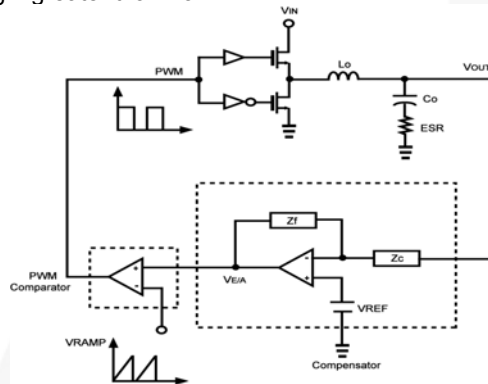 VIN
PWM
Lo
VOUT
Co
ESR
Zf
Zc
VE/A
PWM
Comparator
VREF
VRAMP
Compensator